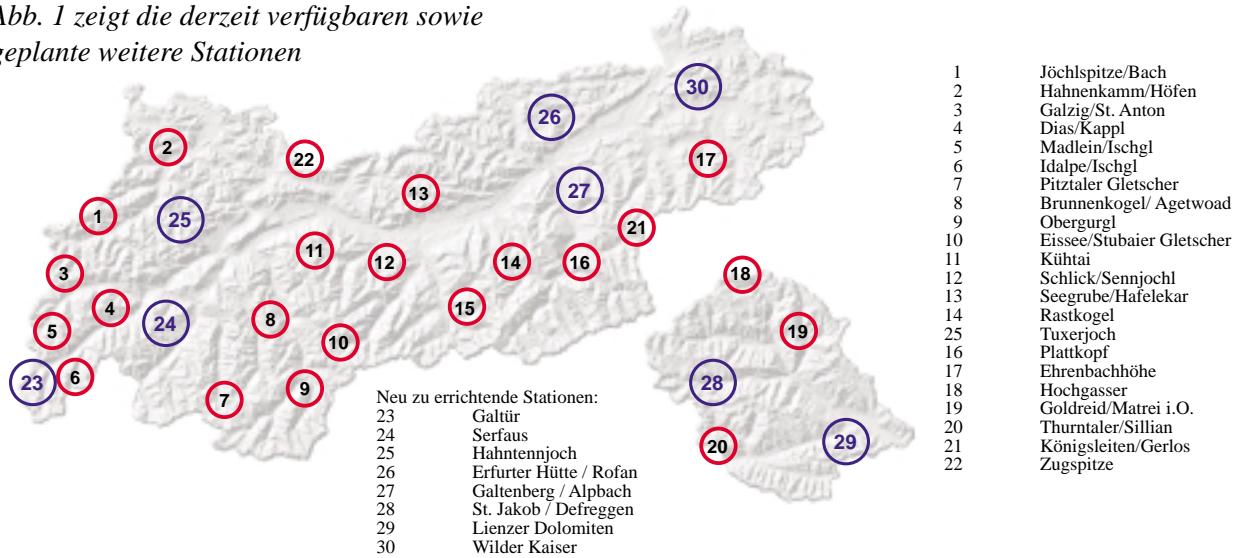 Abb. 1 zeigt die derzeit verfügbaren sowie
geplante weitere Stationen
30
26
2
22
17
13
27
1
25
21
11
12
14
16
18
3
4
15
8
24
5
19
10
23
6
28
9
7
20
29
1 Jöchlspitze/Bach
2 Hahnenkamm/Höfen
3 Galzig/St. Anton
4 Dias/Kappl
5 Madlein/Ischgl
6 Idalpe/Ischgl
7 Pitztaler Gletscher
8 Brunnenkogel/ Agetwoad
9 Obergurgl
10 Eissee/Stubaier Gletscher
11 Kühtai
12 Schlick/Sennjochl
13 Seegrube/Hafelekar
14 Rastkogel
25 Tuxerjoch
16 Plattkopf
17 Ehrenbachhöhe
18 Hochgasser
19 Goldreid/Matrei i.O.
20 Thurntaler/Sillian
21 Königsleiten/Gerlos
22 Zugspitze
Neu zu errichtende Stationen:
23 Galtür
24 Serfaus
25 Hahntennjoch
26 Erfurter Hütte / Rofan
27 Galtenberg / Alpbach
28 St. Jakob / Defreggen
29 Lienzer Dolomiten
30 Wilder Kaiser